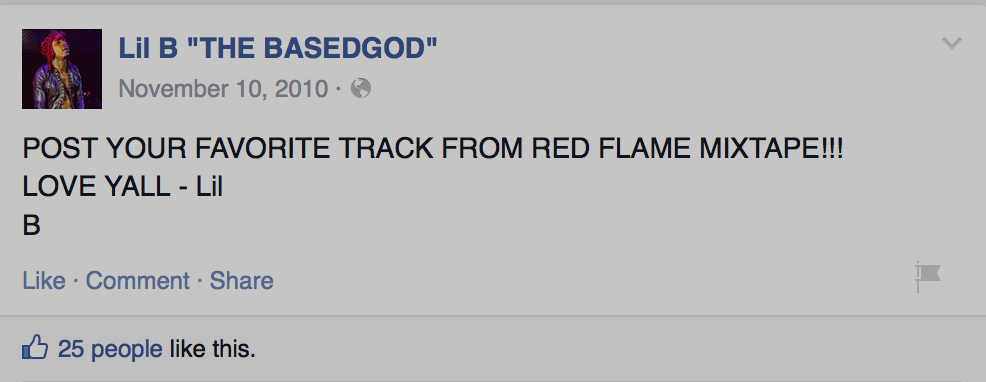 Lil B "THE BASEDGOD"
November 10, 2010 ·
POST YOUR FAVORITE TRACK FROM RED FLAME MIXTAPE!!!
LOVE YALL - Lil
B
Like · Comment · Share
25 people like this.